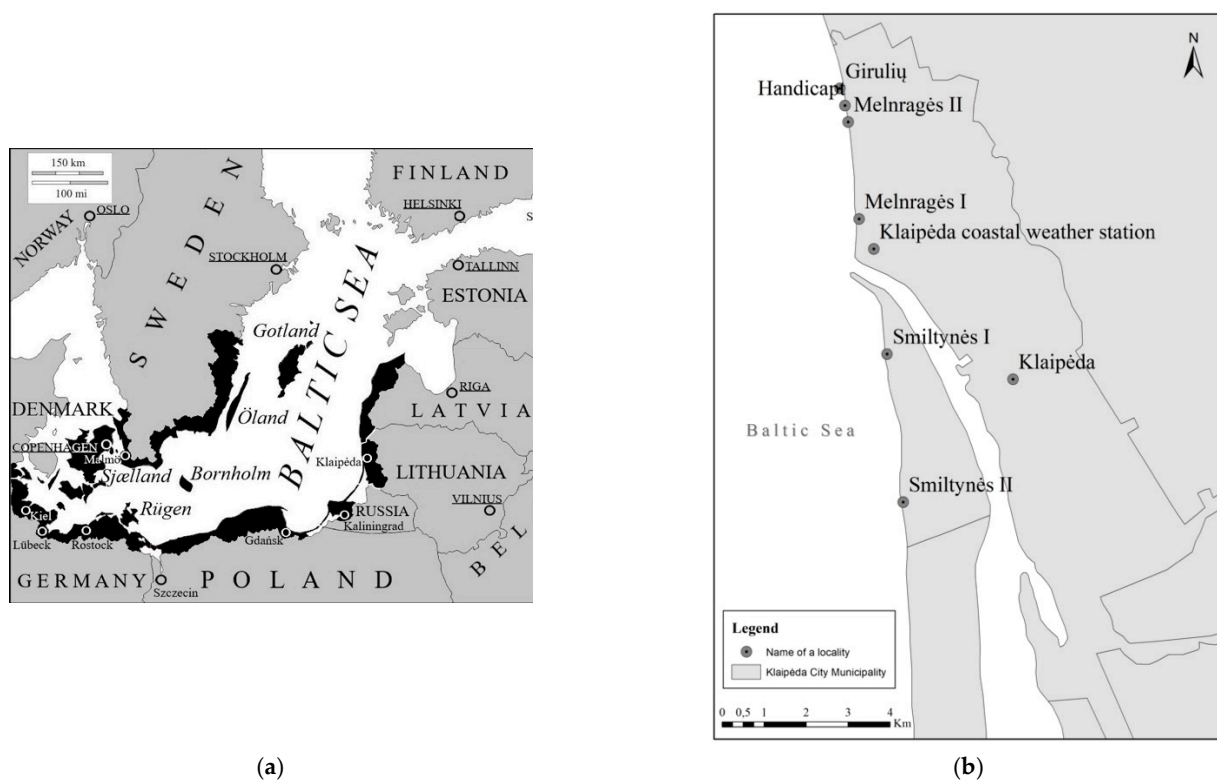 150 km
100 mi
FINLAND
NORWAY
OSLO
HELSINKI
S
SWEDEN
STOCKHOLM
TALLINN
ESTONIA
BALTIC SEA
Gotland
RIGA
Öland
LATVIA
DENMARK
COPENHAGEN
Malmö
Klaipėda
Sjælland
Bornholm
LITHUANIA
Rügen
VILNIUS
RUSSIA
Kaliningrad
Kiel
Lübeck
Rostock
Gdańsk
BEL
GERMANY
POLAND
Szczecin
(a)
N
Girulių
Handicapt
Melnragės II
Melnragės I
Klaipėda coastal weather station
Smiltynės I
Klaipėda
Baltic Sea
Smiltynės II
Legend
Name of a locality
Klaipėda City Municipality
0 0,5 1 2 3 4
Km
(b)